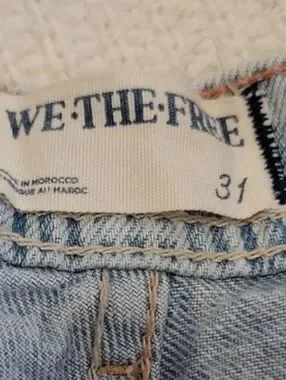 WE·THE·FREE
IN MOROCCO
AU MAROC
31